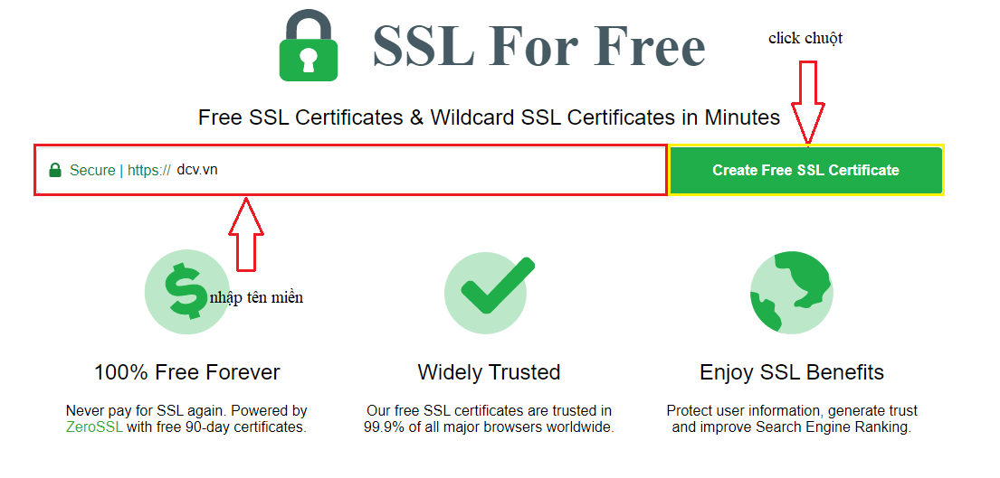 SSL For Free
click chuột
Free SSL Certificates & Wildcard SSL Certificates in Minutes
Secure | https:// dcv.vn
Create Free SSL Certificate
nhập tên miền
100% Free Forever
Never pay for SSL again. Powered by
ZeroSSL with free 90-day certificates.
Widely Trusted
Our free SSL certificates are trusted in
99.9% of all major browsers worldwide.
Enjoy SSL Benefits
Protect user information, generate trust
and improve Search Engine Ranking.